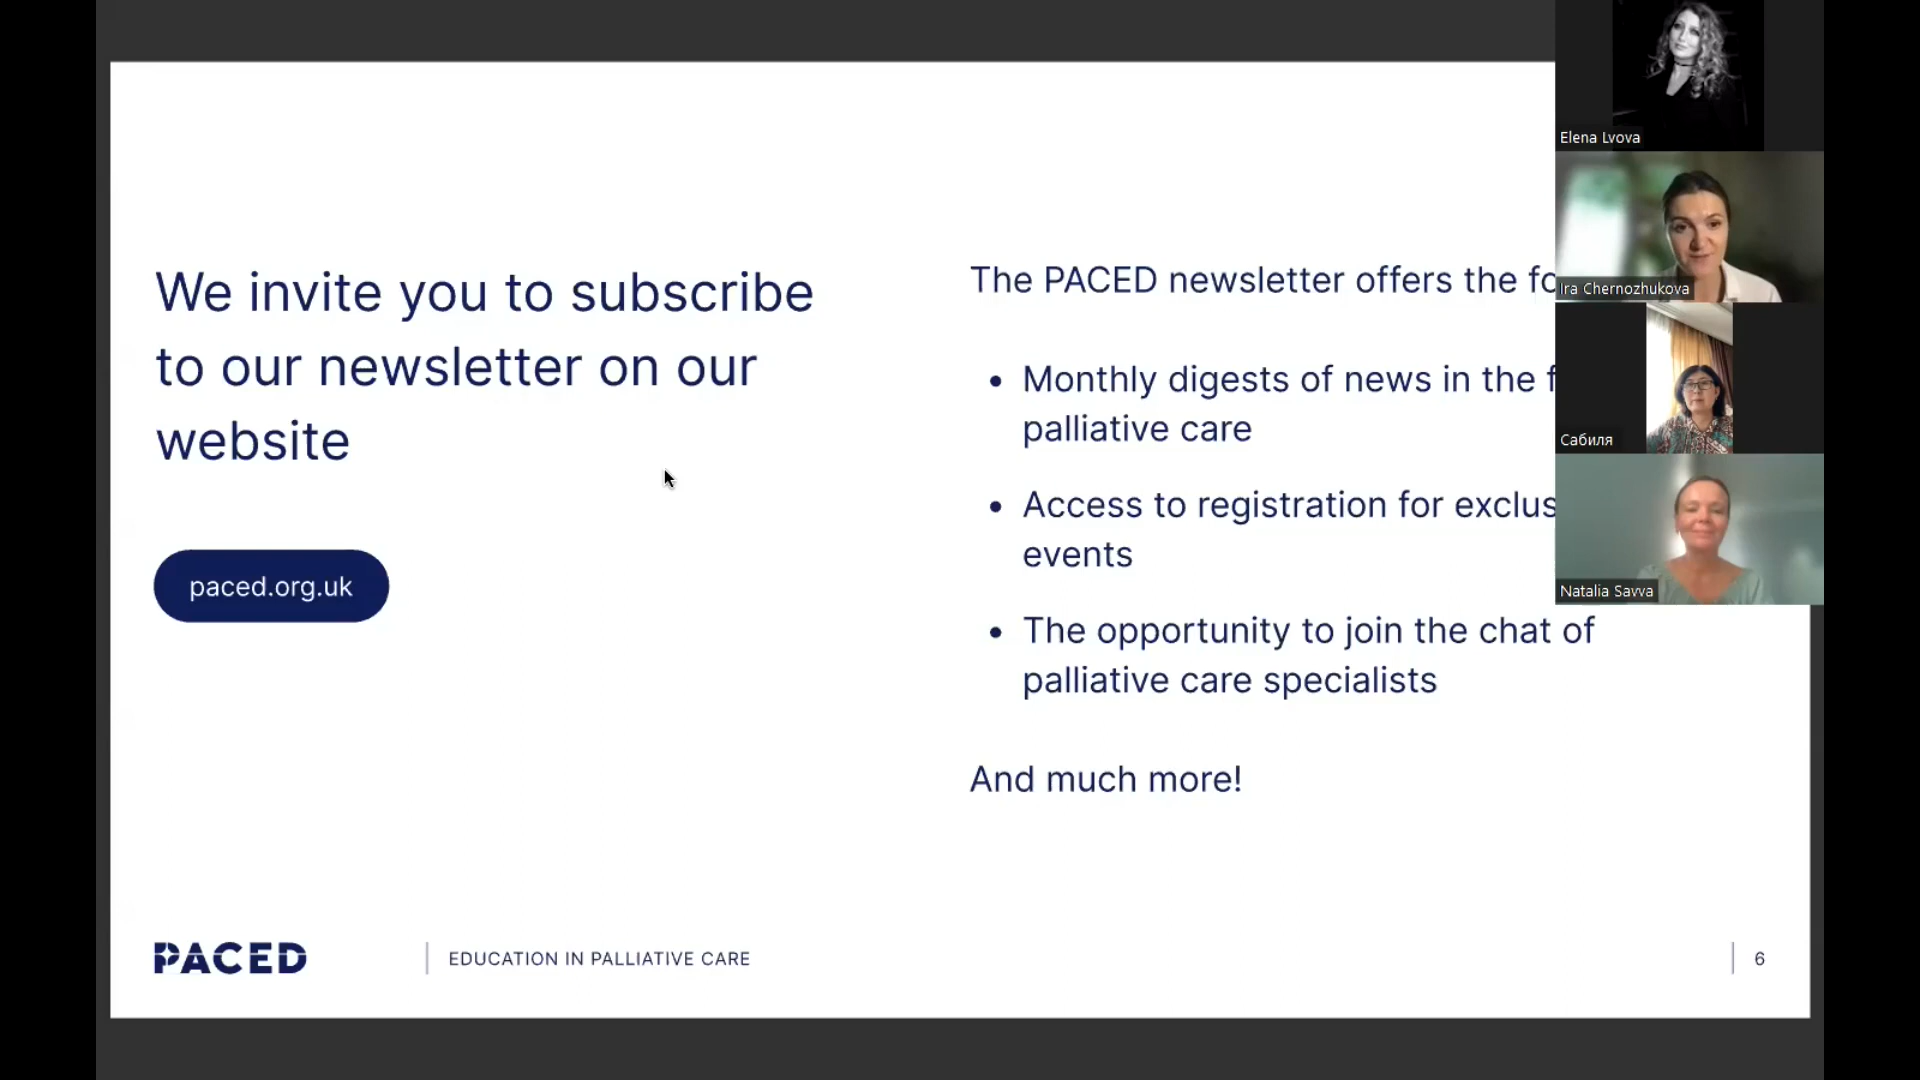 We invite you to subscribe
to our newsletter on our
website
paced.org.uk
The PACED newsletter offers the
• Monthly digests of news in the
palliative care
• Access to registration for
events
• The opportunity to join the chat of
palliative care specialists
And much more!
PACED
EDUCATION IN PALLIATIVE CARE
6
Elena Lvova
Ira Chernozhukova
Сабиля
Natalia Savva